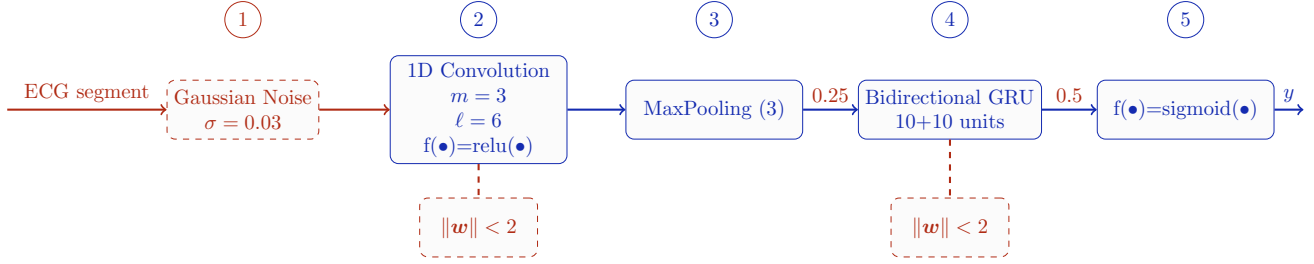 1
2
3
4
5
ECG segment
Gaussian Noise
σ = 0.03
1D Convolution
m = 3
ℓ = 6
f(●)=relu(●)
MaxPooling (3)
0.25
Bidirectional GRU
10+10 units
0.5
f(●)=sigmoid(●)
y
‖w‖ < 2
‖w‖ < 2